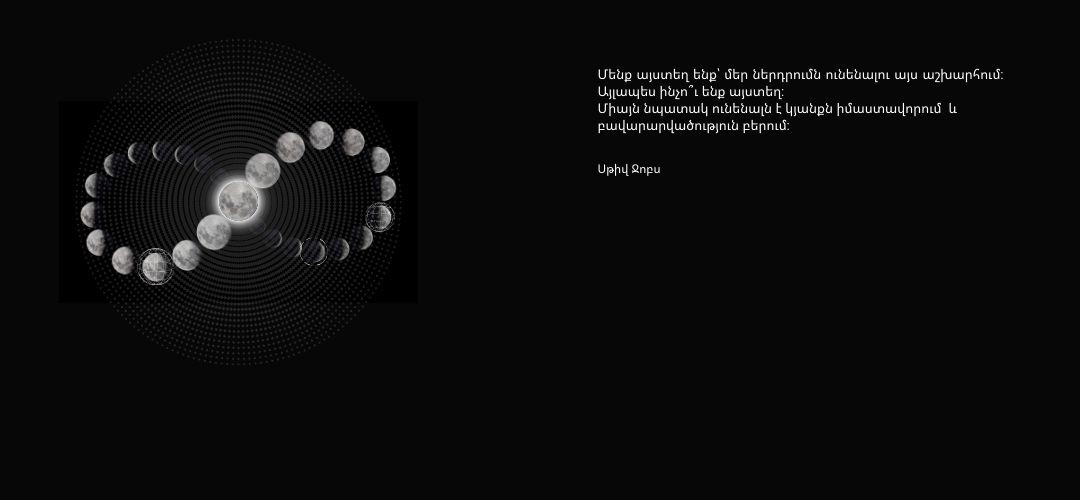 Մենք այստեղ ենք՝ մեր ներդրումն ունենալու այս աշխարհում:
Այլապես ինչո՞ւ ենք այստեղ:
Միայն նպատակ ունենալն է կյանքն իմաստավորում և
բավարարվածություն բերում:
Սթիվ Ջոբս